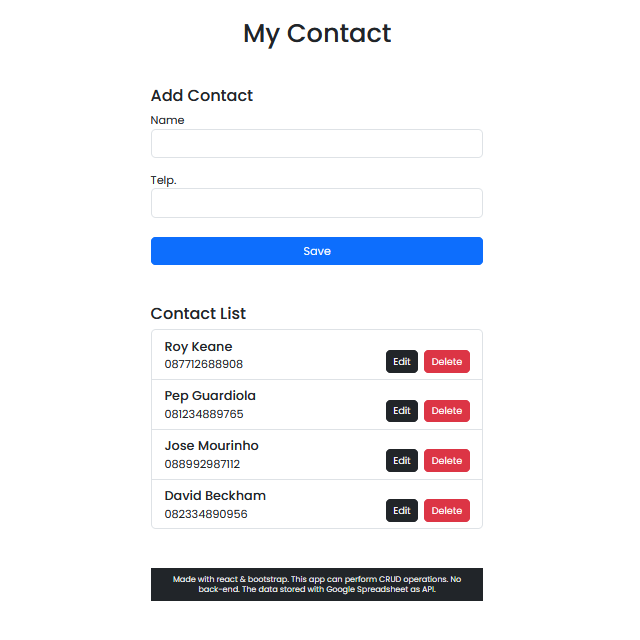 My Contact
Add Contact
Name
Telp.
Save
Contact List
Roy Keane
087712688908
Edit Delete
Pep Guardiola
081234889765
Edit Delete
Jose Mourinho
088992987112
Edit Delete
David Beckham
082334890956
Edit Delete
Made with react & bootstrap. This app can perform CRUD operations. No
back-end. The data stored with Google Spreadsheet as API.